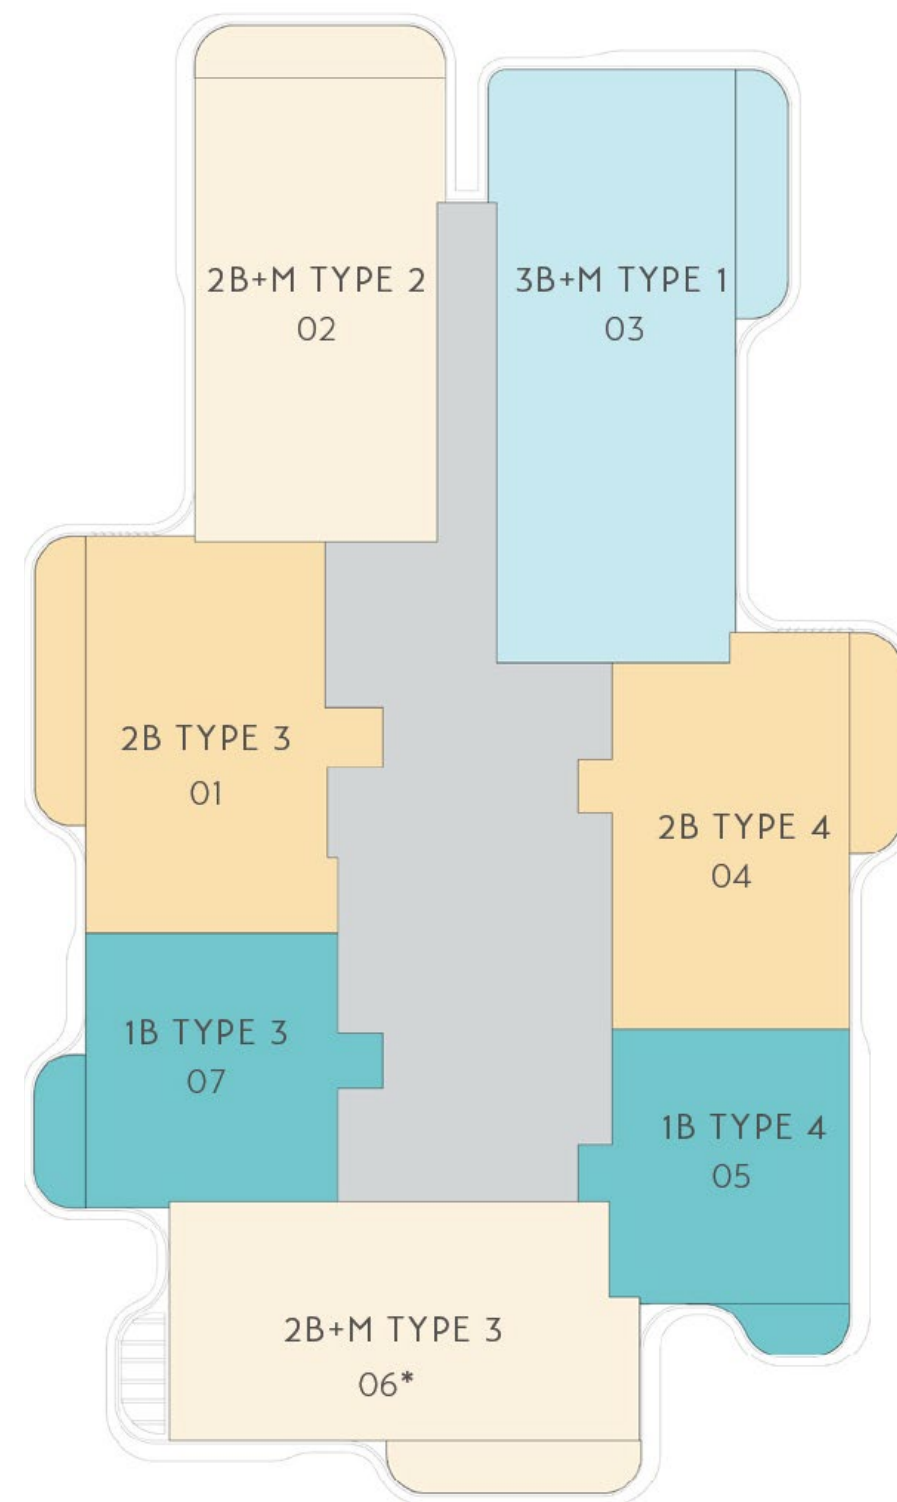 2B+M TYPE 2
02
3B+M TYPE 1
03
2B TYPE 3
01
2B TYPE 4
04
1B TYPE 3
07
1B TYPE 4
05
2B+M TYPE 3
06*